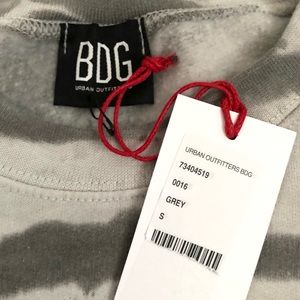 BDG
URBAN OUTFITTERS
URBAN OUTFITTERS BDG
73404519
0016
GREY
S